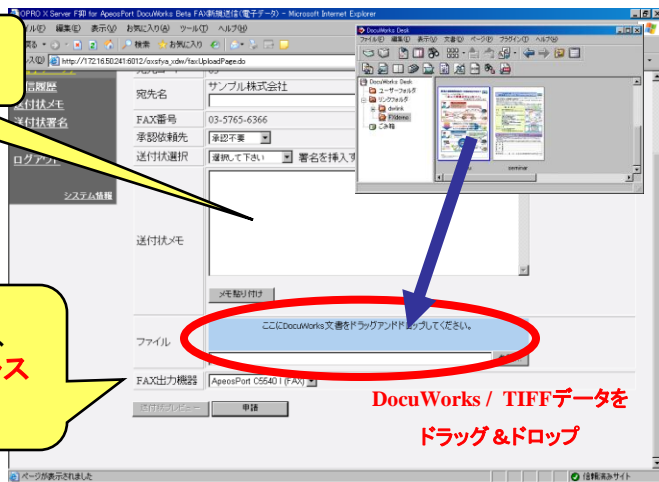 OPRO X Server F@II for ApeosPort DocuWorks Beta FAX新規送信(電子データ) - Microsoft Internet Explorer
編集(E) 表示(V) お気に入り(A) ツール(T) ヘルプ(H)
検索 お気に入り
http://172.16.50.241:6012/oxsfya_xdw/faxUploadPage.do
信履歴
送付状メモ
送付状署名
ログアウト
システム情報
宛先名
サンプル株式会社
FAX番号 03-5765-6366
承認依頼先 承認不要
送付状選択 選択して下さい 署名を挿入す
送付状メモ
メモ貼り付け
ファイル
ここにDocuWorks文書をドラッグアンドドロップしてください。
FAX出力機器 ApeosPort C5540 I (FAX)
送付状プレビュー 申請
DocuWorks Desk
ファイル(F) 編集(E) 表示(V) 文書(D) ページ(P) プラグイン(I) ヘルプ(H)
DocuWorks Desk
ユーザーフォルダ
リンクフォルダ
dwlink
FXdemo
ごみ箱
seminar
ス
DocuWorks / TIFFデータを
ドラッグ&ドロップ
ページが表示されました
信頼済みサイト